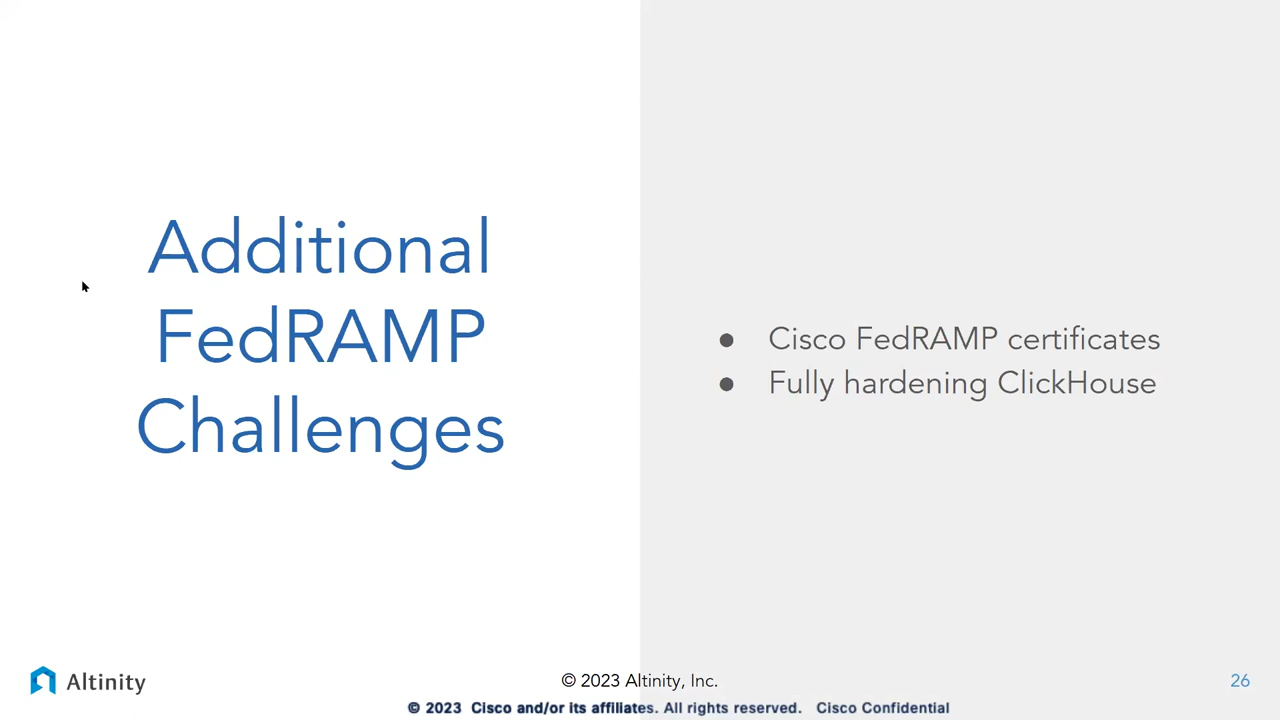 Additional
FedRAMP
Challenges
● Cisco FedRAMP certificates
● Fully hardening ClickHouse
Altinity
© 2023 Altinity, Inc.
26
© 2023 Cisco and/or its affiliates. All rights reserved. Cisco Confidential